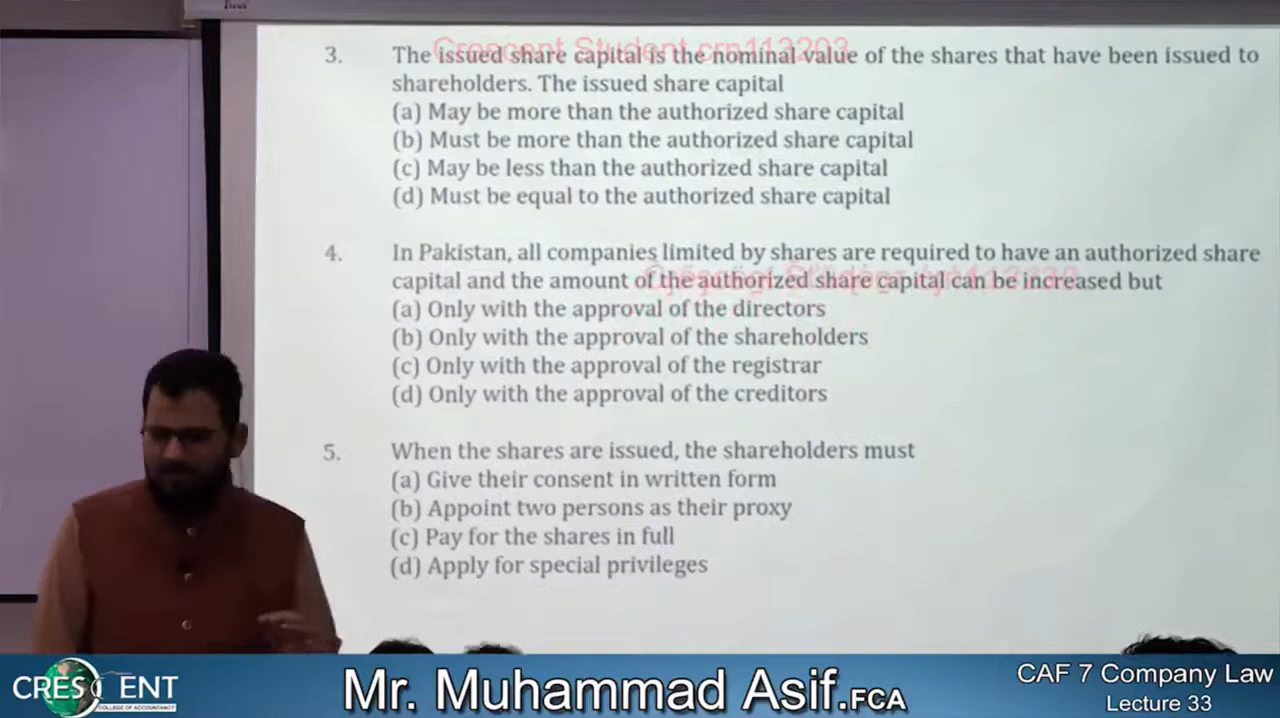 3. The issued share capital is the nominal value of the shares that have been issued to
shareholders. The issued share capital
(a) May be more than the authorized share capital
(b) Must be more than the authorized share capital
(c) May be less than the authorized share capital
(d) Must be equal to the authorized share capital
4. In Pakistan, all companies limited by shares are required to have an authorized share
capital and the amount of the authorized share capital can be increased but
(a) Only with the approval of the directors
(b) Only with the approval of the shareholders
(c) Only with the approval of the registrar
(d) Only with the approval of the creditors
5. When the shares are issued, the shareholders must
(a) Give their consent in written form
(b) Appoint two persons as their proxy
(c) Pay for the shares in full
(d) Apply for special privileges
Crescent Student crn113203
CRESCENT
COLLEGE OF ACCOUNTANCY
Mr. Muhammad Asif.FCA
CAF 7 Company Law
Lecture 33